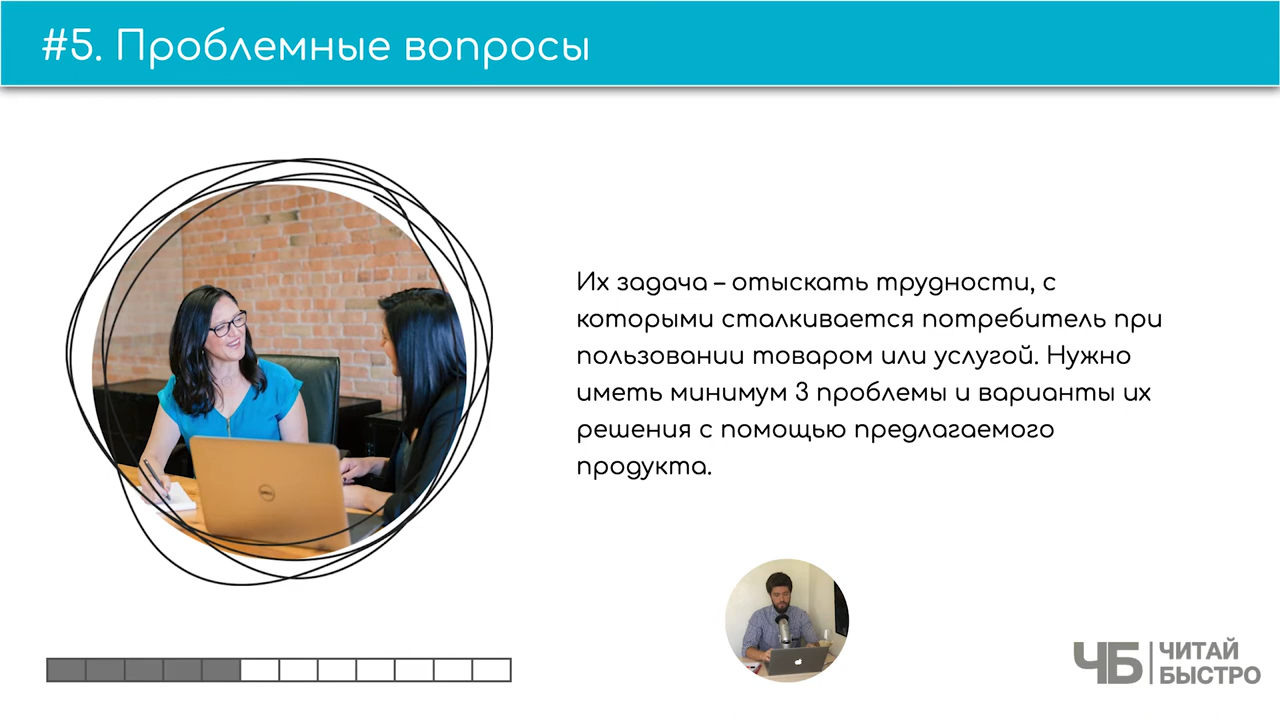 #5. Проблемные вопросы
Их задача – отыскать трудности, с
которыми сталкивается потребитель при
пользовании товаром или услугой. Нужно
иметь минимум 3 проблемы и варианты их
решения с помощью предлагаемого
продукта.
DELL
ЧБ
ЧИТАЙ
БЫСТРО